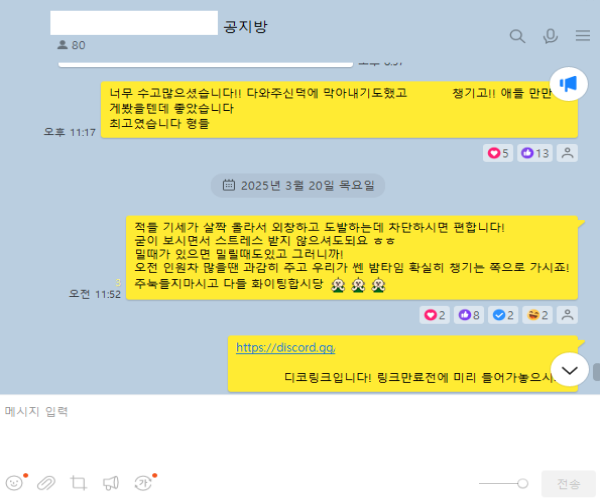 공지방
80
오후
너무 수고많으셨습니다!! 다와주신덕에 막아내기도했고 챙기고!! 애들 만만
게봤을텐데 좋았습니다
최고였습니다 형들
오후 11:17
5
13
2025년 3월 20일 목요일
적들 기세가 살짝 올라서 외창하고 도발하는데 차단하시면 편합니다!
굳이 보시면서 스트레스 받지 않으셔도되요 ㅎㅎ
밀때가 있으면 밀릴때도있고 그러니까!
오전 인원차 많을땐 과감히 주고 우리가 쎈 밤타임 확실히 챙기는 쪽으로 가시죠!
주눅들지마시고 다들 화이팅합시당
3
오전 11:52
2
8
2
2
https://discord.gg/
디코링크입니다! 링크만료전에 미리 들어가놓으시
메시지 입력
가
전송